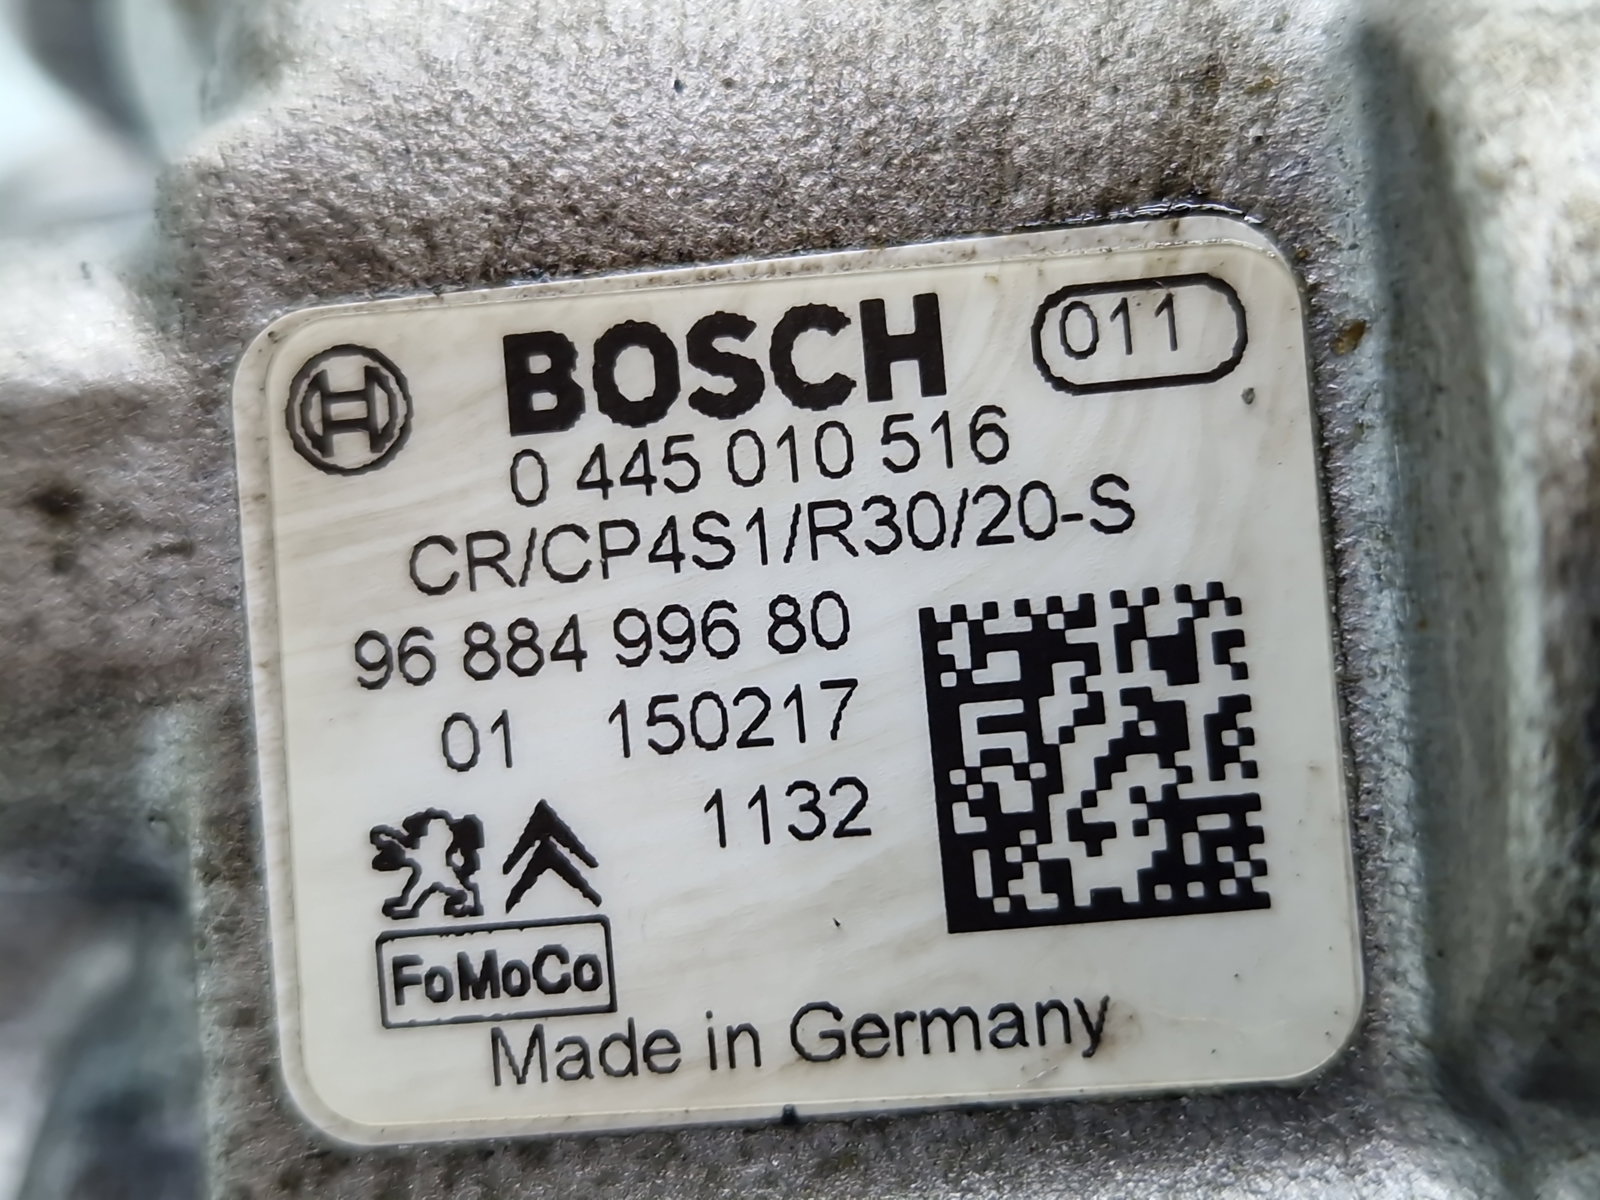 BOSCH 011
0 445 010 516
CR/CP4S1/R30/20-S
96 884 996 80
01 150217
1132
FoMoCo
Made in Germany